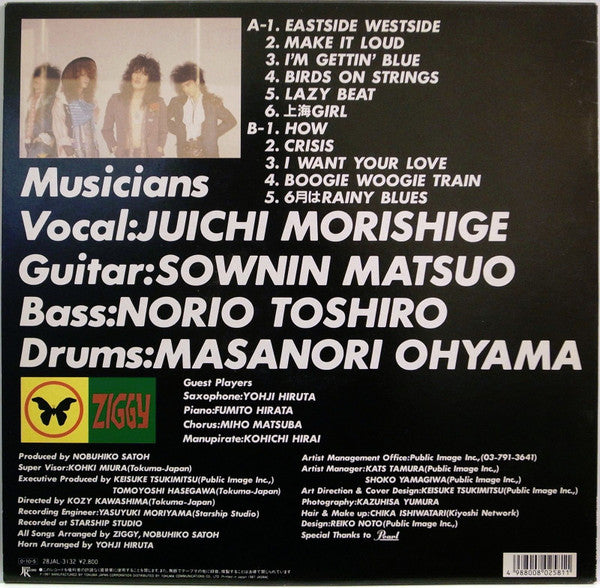 A-1. EASTSIDE WESTSIDE
2. MAKE IT LOUD
3. I'M GETTIN' BLUE
4. BIRDS ON STRINGS
5. LAZY BEAT
6. 上海GIRL
B-1. HOW
2. CRISIS
3. I WANT YOUR LOVE
4. BOOGIE WOOGIE TRAIN
5. 6月はRAINY BLUES
Musicians
Vocal:JUICHI MORISHIGE
Guitar:SOWNIN MATSUO
Bass:NORIO TOSHIRO
Drums:MASANORI OHYAMA
ZIGGY
Guest Players
Saxophone:YOHJI HIRUTA
Piano:FUMITO HIRATA
Chorus:MIHO MATSUBA
Manupirate:KOHICHI HIRAI
Produced by NOBUHIKO SATOH
Super Visor:KOHKI MIURA(Tokuma-Japan)
Executive Produced by KEISUKE TSUKIMITSU(Public Image Inc,)
TOMOYOSHI HASEGAWA(Tokuma-Japan)
Directed by KOZY KAWASHIMA(Tokuma-Japan)
Recording Engineer:YASUYUKI MORIYAMA(Starship Studio)
Recorded at STARSHIP STUDIO
All Songs Arranged by ZIGGY, NOBUHIKO SATOH
Horn Arranged by YOHJI HIRUTA
Artist Management Office:Public Image Inc,(03-791-3641)
Artist Manager:KATS TAMURA(Public Image Inc,)
SHOKO YAMAGIWA(Public Image Inc,)
Art Direction & Cover Design:KEISUKE TSUKIMITSU(Public Image Inc,)
Photography:KAZUHISA YUMURA
Hair & Make up:CHIKA ISHIWATARI(Kiyoshi Network)
Design:REIKO NOTO(Public Image Inc.)
Special Thanks to Pearl
28JAL-3132 ¥2,800
4 988008 025811